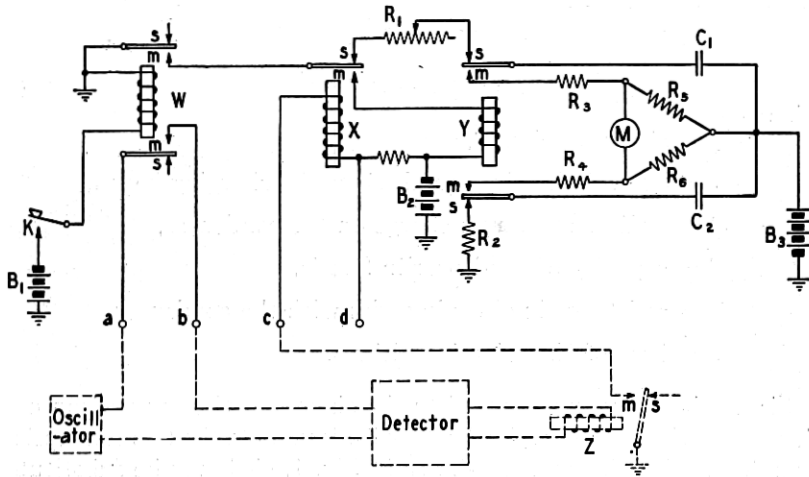 R1
C1
s
m
s
m
s
m
W
R3
R5
X
Y
M
m
s
R4
R6
m
s
B2
C2
K
R2
B3
B1
a
b
c
d
m
s
Oscill
-ator
Detector
Z